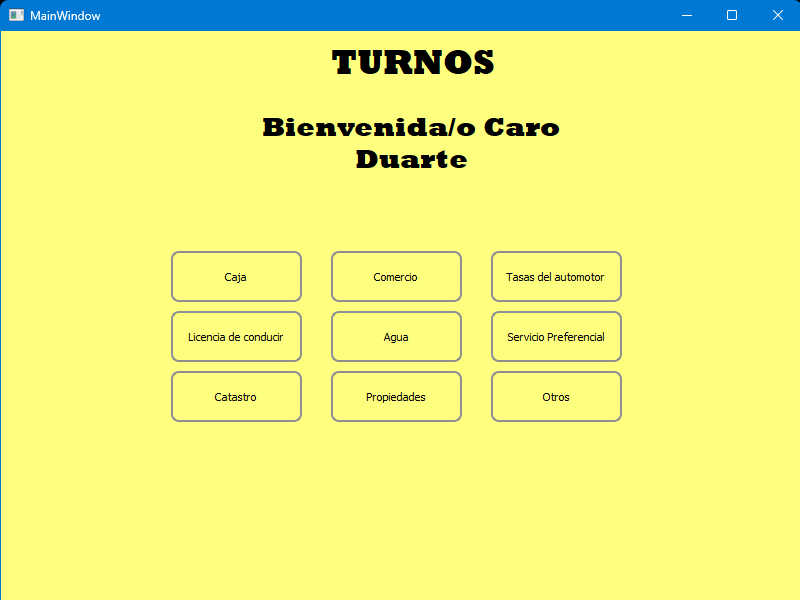 MainWindow
TURNOS
Bienvenida/o Caro
Duarte
Caja
Comercio
Tasas del automotor
Licencia de conducir
Agua
Servicio Preferencial
Catastro
Propiedades
Otros